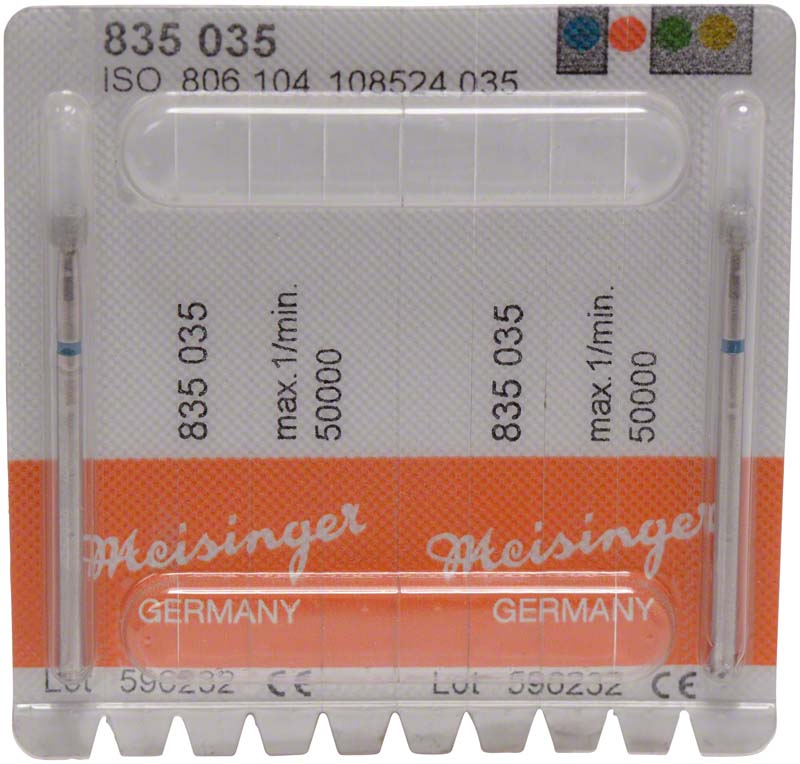 835 035
ISO 806 104 108524 035
835 035
max.1/min.
50000
835 035
max.1/min.
50000
Meisinger
GERMANY
Meisinger
GERMANY
Lot 596232 CE
Lot 596232 CE